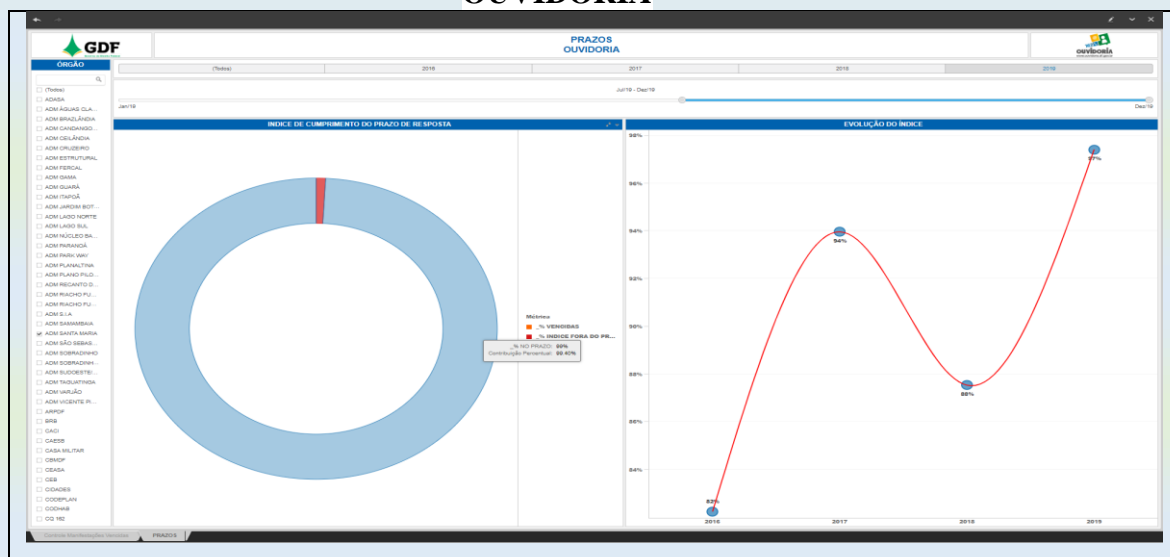 OUVIDORIA
GDF
PRAZOS
OUVIDORIA
OUVIDORIA
ÓRGÃO
(Todos)
2016
2017
2018
2019
Jul/19 - Dez/19
Jan/19
Dez/19
(Todos)
ADASA
ADM ÁGUAS CLA...
ADM BRAZLÂNDIA
ADM CANDANGO...
ADM CEILÂNDIA
ADM CRUZEIRO
ADM ESTRUTURAL
ADM FERCAL
ADM GAMA
ADM GUARÁ
ADM ITAPOÃ
ADM JARDIM BOT...
ADM LAGO NORTE
ADM LAGO SUL
ADM NÚCLEO BA...
ADM PARANOÁ
ADM PARK WAY
ADM PLANALTINA
ADM PLANO PILO...
ADM RECANTO D...
ADM RIACHO FU...
ADM RIACHO FU...
ADM S.I.A
ADM SAMAMBAIA
ADM SANTA MARIA
ADM SÃO SEBAS...
ADM SOBRADINHO
ADM SOBRADINH...
ADM SUDOESTE/...
ADM TAGUATINGA
ADM VARJÃO
ADM VICENTE PI...
ARPDF
BRB
CACI
CAESB
CASA MILITAR
CBMDF
CEASA
CEB
CIDADES
CODEPLAN
CODHAB
CQ 162
INDICE DE CUMPRIMENTO DO PRAZO DE RESPOSTA
Métrica
_% VENCIDAS
_% INDICE FORA DO PR...
_% NO PRAZO: 99%
Contribuição Percentual: 99.40%
EVOLUÇÃO DO ÍNDICE
98%
96%
94%
92%
90%
88%
86%
84%
82%
94%
88%
97%
2016
2017
2018
2019
Controle Manifestações Vencidas
PRAZOS